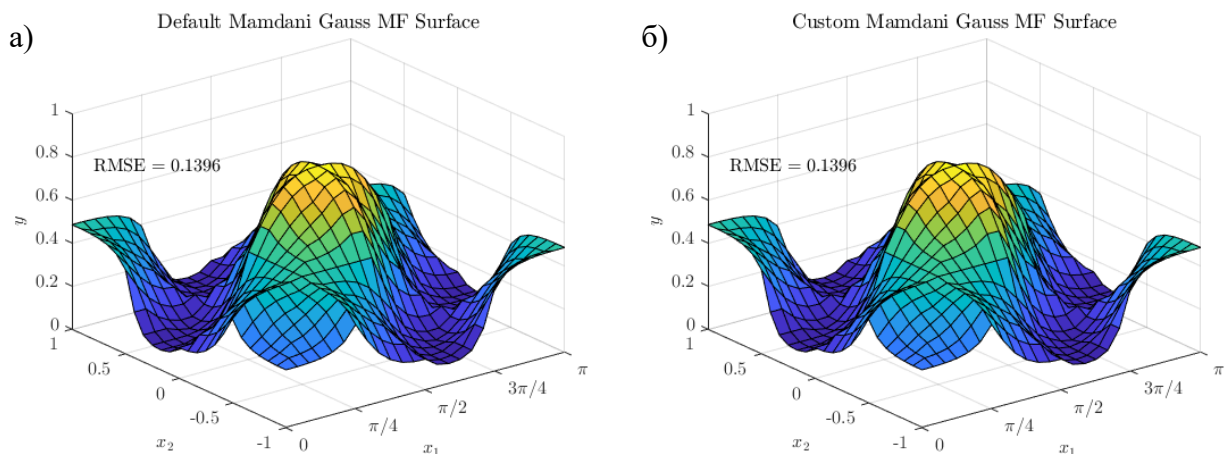 а)
Default Mamdani Gauss MF Surface
RMSE = 0.1396
y
1
0.8
0.6
0.4
0.2
0
1
0.5
0
-0.5
-1
x₂
0
π/4
π/2
3π/4
π
x₁
б)
Custom Mamdani Gauss MF Surface
RMSE = 0.1396
y
1
0.8
0.6
0.4
0.2
0
1
0.5
0
-0.5
-1
x₂
0
π/4
π/2
3π/4
π
x₁